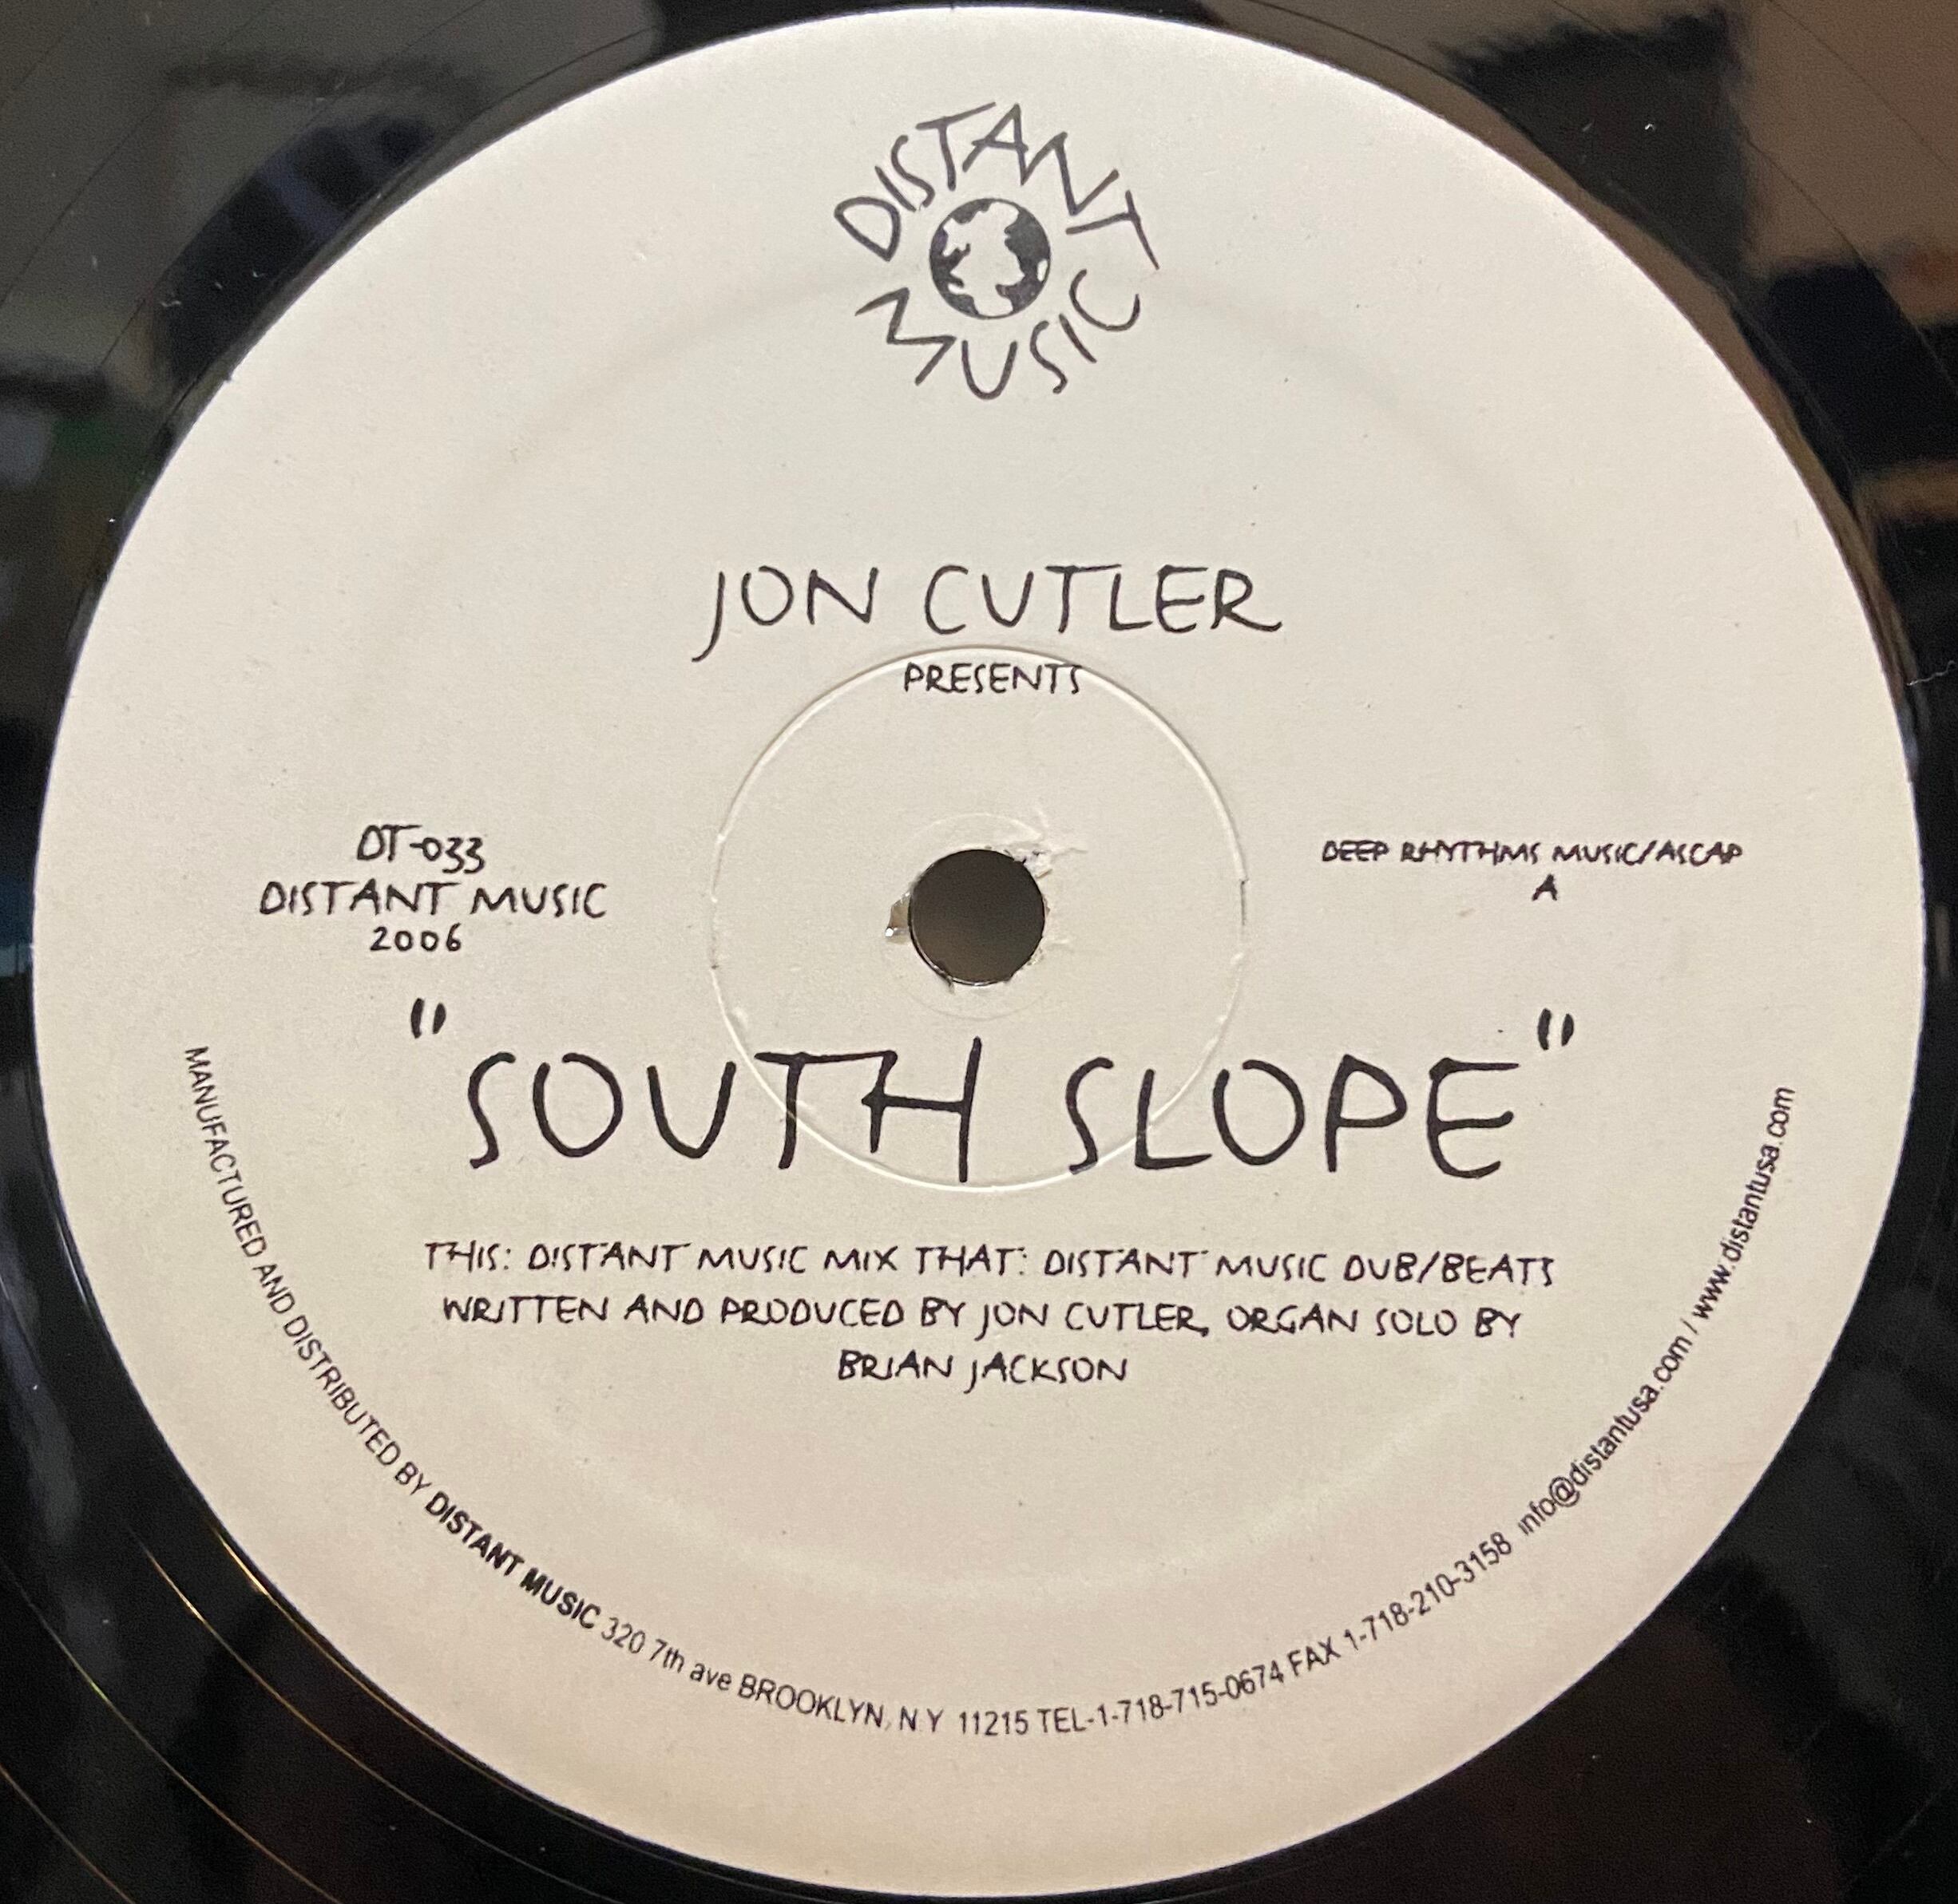 DISTANT MUSIC
JON CUTLER
PRESENTS
DT-033
DISTANT MUSIC
2006
DEEP RHYTHMS MUSIC/ASCAP
A
"SOUTH SLOPE"
THIS: DISTANT MUSIC MIX THAT: DISTANT MUSIC DUB/BEATS
WRITTEN AND PRODUCED BY JON CUTLER, ORGAN SOLO BY
BRIAN JACKSON
MANUFACTURED AND DISTRIBUTED BY DISTANT MUSIC 320 7th ave BROOKLYN, N.Y 11215 TEL-1-718-715-0674 FAX 1-718-210-3158 info@distantusa.com / www.distantusa.com